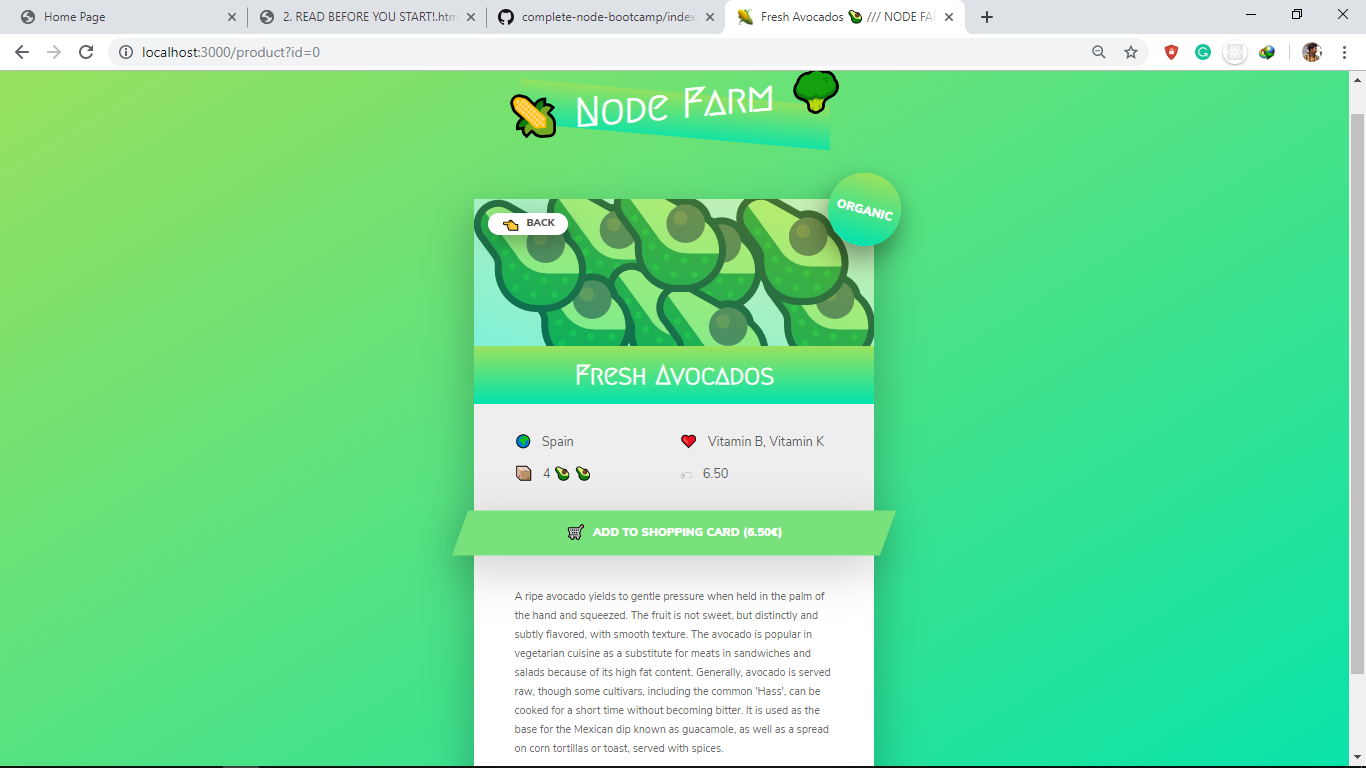 Home Page
2. READ BEFORE YOU START!.htm
complete-node-bootcamp/index
Fresh Avocados 🥑 /// NODE FA
localhost:3000/product?id=0
🌽 Node Farm 🥦
👈 BACK
ORGANIC
Fresh Avocados
🌍 Spain
❤️ Vitamin B, Vitamin K
📦 4 🥑 🥑
🏷 6.50
🛒 ADD TO SHOPPING CARD (6.50€)
A ripe avocado yields to gentle pressure when held in the palm of
the hand and squeezed. The fruit is not sweet, but distinctly and
subtly flavored, with smooth texture. The avocado is popular in
vegetarian cuisine as a substitute for meats in sandwiches and
salads because of its high fat content. Generally, avocado is served
raw, though some cultivars, including the common 'Hass', can be
cooked for a short time without becoming bitter. It is used as the
base for the Mexican dip known as guacamole, as well as a spread
on corn tortillas or toast, served with spices.